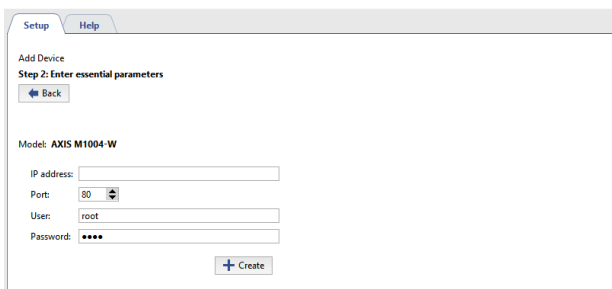 Setup Help
Add Device
Step 2: Enter essential parameters
Back
Model: AXIS M1004-W
IP address:
Port: 80
User: root
Password: ••••
Create